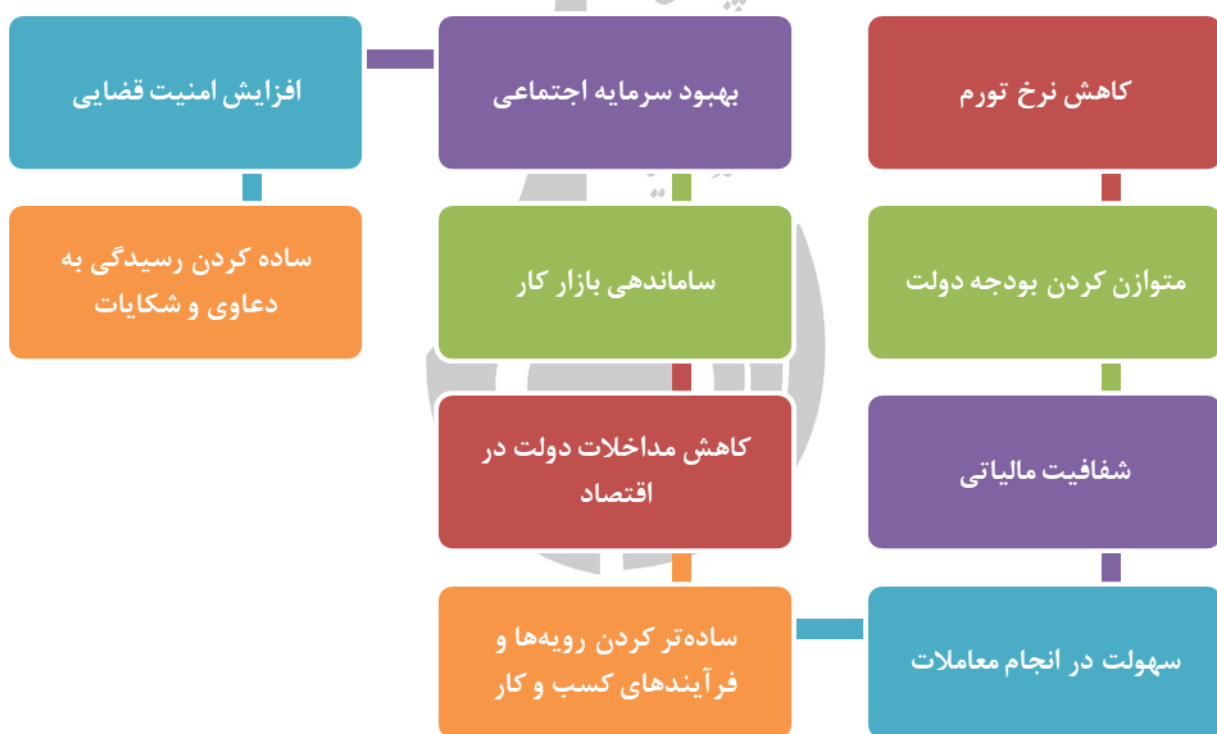 کاهش نرخ تورم
متوازن کردن بودجه دولت
شفافیت مالیاتی
سهولت در انجام معاملات
ساده‌تر کردن رویه‌ها و
فرآیندهای کسب و کار
کاهش مداخلات دولت در
اقتصاد
ساماندهی بازار کار
بهبود سرمایه اجتماعی
افزایش امنیت قضایی
ساده کردن رسیدگی به
دعاوی و شکایات